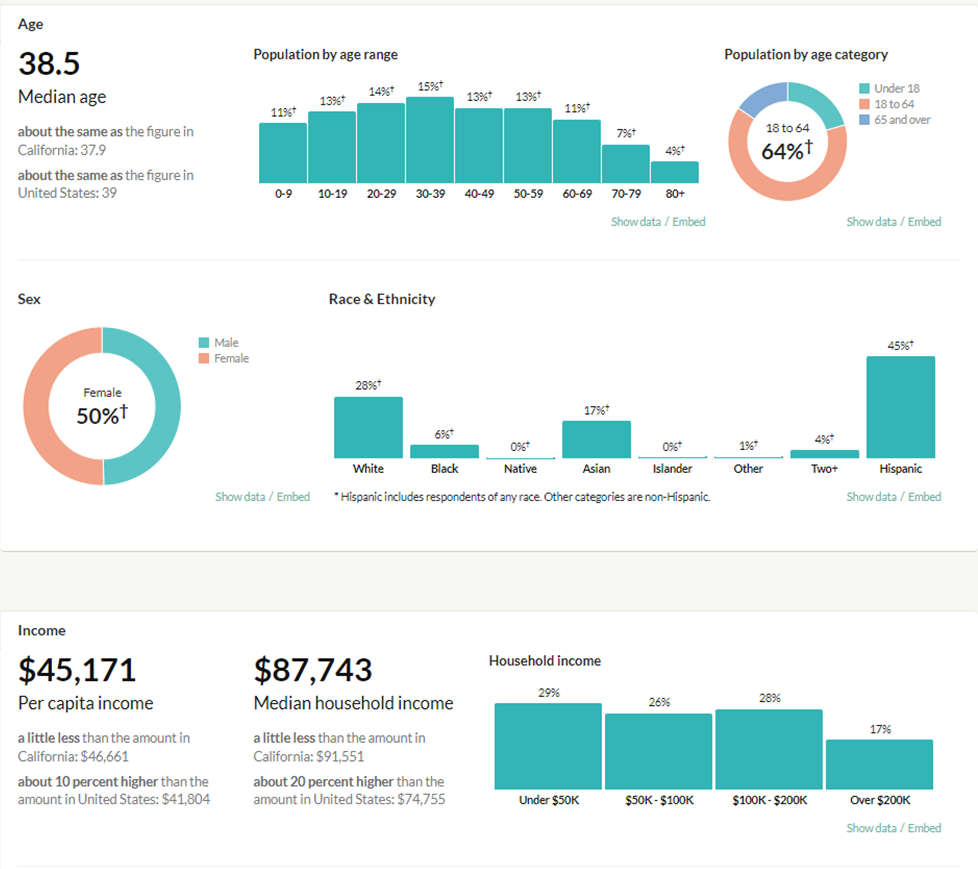 Age
38.5
Median age
about the same as the figure in
California: 37.9
about the same as the figure in
United States: 39
Population by age range
11%†
13%†
14%†
15%†
13%†
13%†
11%†
7%†
4%†
0-9
10-19
20-29
30-39
40-49
50-59
60-69
70-79
80+
Show data / Embed
Population by age category
18 to 64
64%†
Under 18
18 to 64
65 and over
Show data / Embed
Sex
Female
50%†
Male
Female
Show data / Embed
Race & Ethnicity
28%†
6%†
0%†
17%†
0%†
1%†
4%†
45%†
White
Black
Native
Asian
Islander
Other
Two+
Hispanic
* Hispanic includes respondents of any race. Other categories are non-Hispanic.
Show data / Embed
Income
$45,171
Per capita income
a little less than the amount in
California: $46,661
about 10 percent higher than the
amount in United States: $41,804
$87,743
Median household income
a little less than the amount in
California: $91,551
about 20 percent higher than the
amount in United States: $74,755
Household income
29%
26%
28%
17%
Under $50K
$50K - $100K
$100K - $200K
Over $200K
Show data / Embed